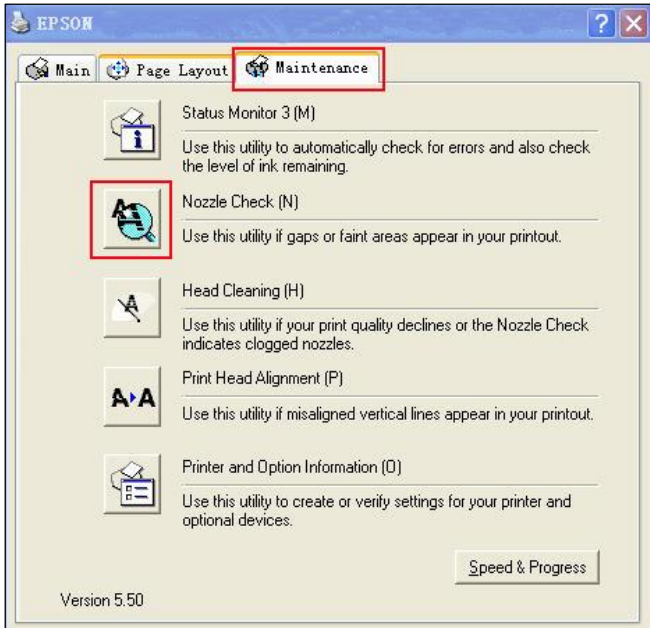 EPSON
Main Page Layout Maintenance
Status Monitor 3 (M)
Use this utility to automatically check for errors and also check
the level of ink remaining.
Nozzle Check (N)
Use this utility if gaps or faint areas appear in your printout.
Head Cleaning (H)
Use this utility if your print quality declines or the Nozzle Check
indicates clogged nozzles.
Print Head Alignment (P)
Use this utility if misaligned vertical lines appear in your printout.
Printer and Option Information (O)
Use this utility to create or verify settings for your printer and
optional devices.
Speed & Progress
Version 5.50